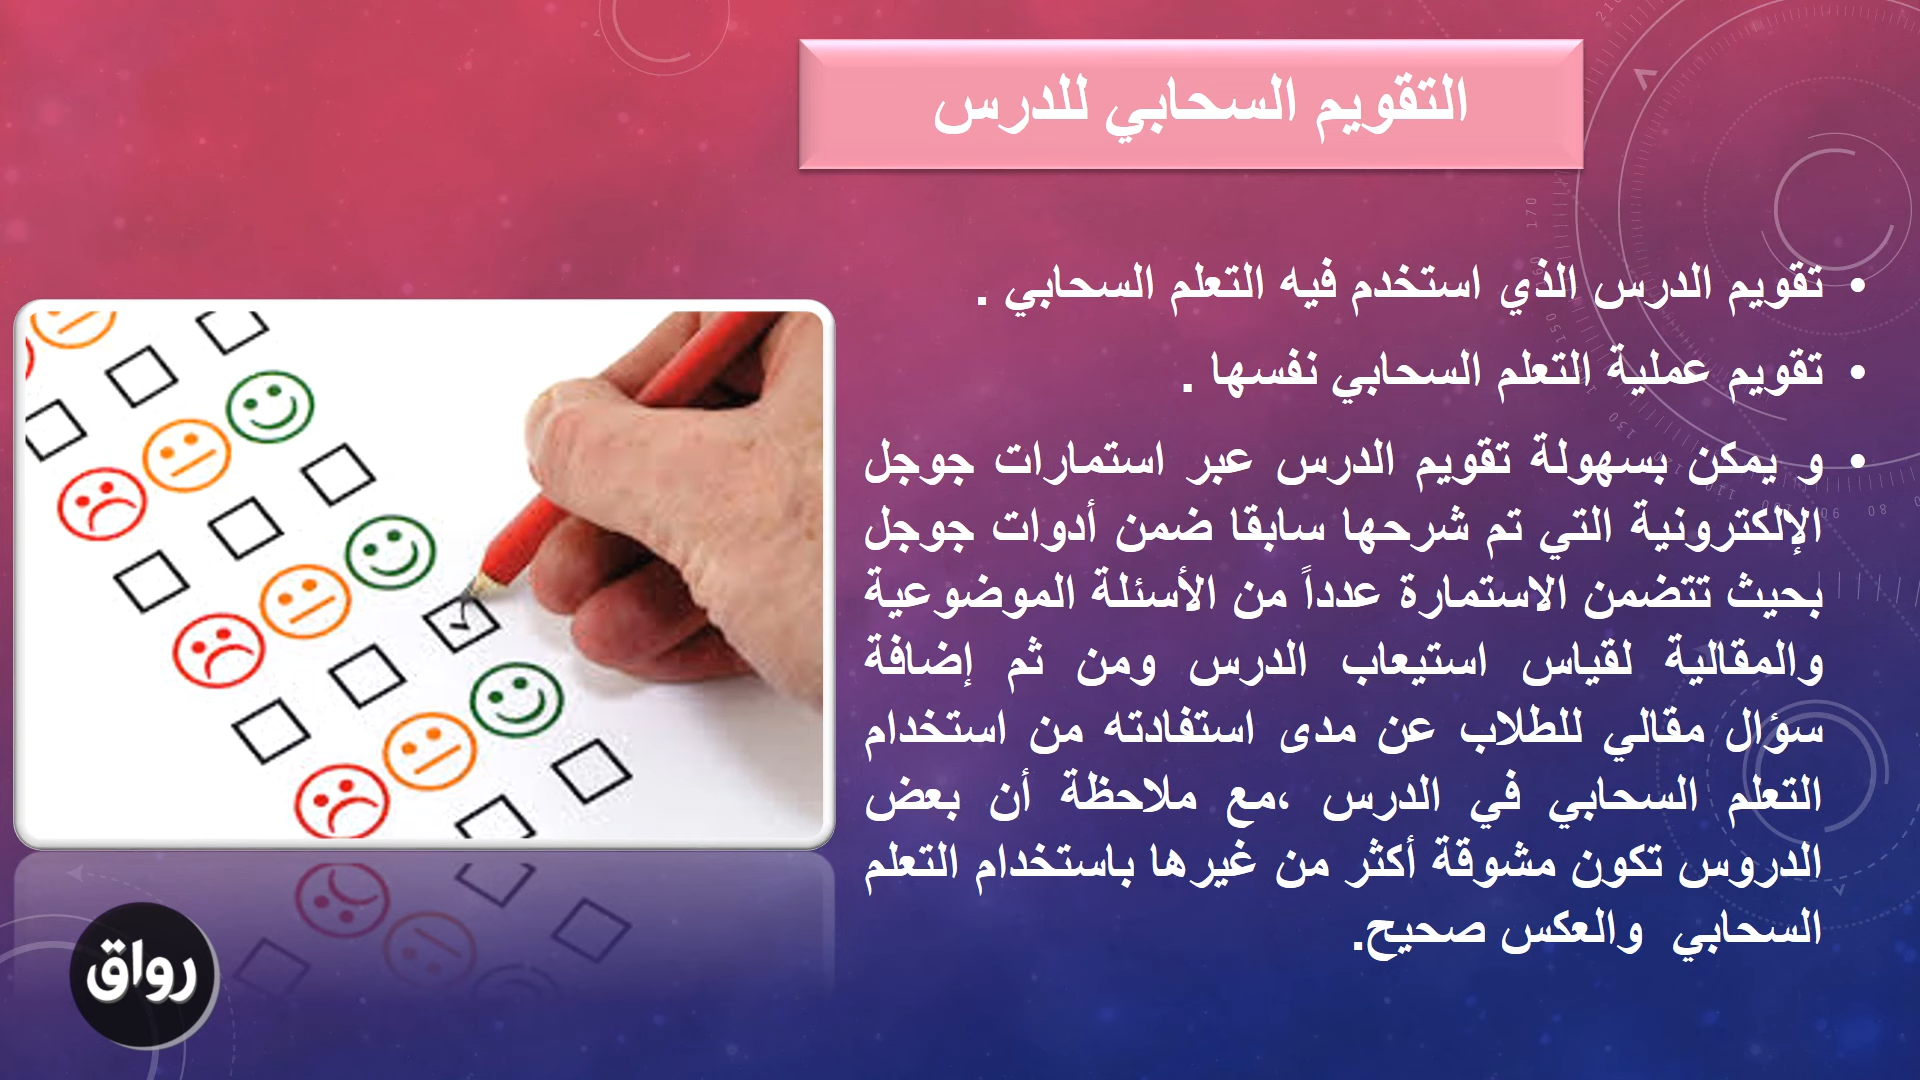 التقويم السحابي للدرس
• تقويم الدرس الذي استخدم فيه التعلم السحابي .
• تقويم عملية التعلم السحابي نفسها .
• و يمكن بسهولة تقويم الدرس عبر استمارات جوجل
الإلكترونية التي تم شرحها سابقا ضمن أدوات جوجل
بحيث تتضمن الاستمارة عدداً من الأسئلة الموضوعية
والمقالية لقياس استيعاب الدرس ومن ثم إضافة
سؤال مقالي للطلاب عن مدى استفادته من استخدام
التعلم السحابي في الدرس ،مع ملاحظة أن بعض
الدروس تكون مشوقة أكثر من غيرها باستخدام التعلم
السحابي والعكس صحيح.
رواق